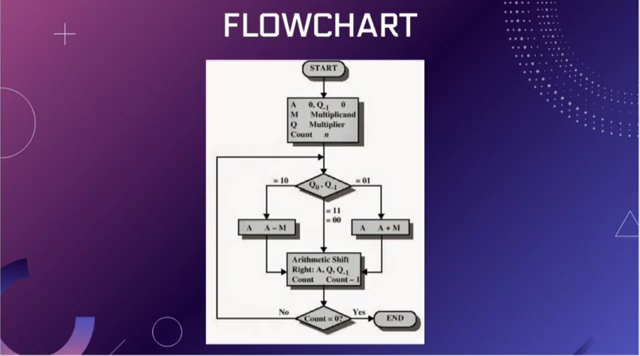 FLOWCHART
START
A 0, Q-1 0
M Multiplicand
Q Multiplier
Count n
= 10
Q0, Q-1
= 01
= 11
= 00
A A – M
A A + M
Arithmetic Shift
Right: A, Q, Q-1
Count Count – 1
No
Count = 0?
Yes
END